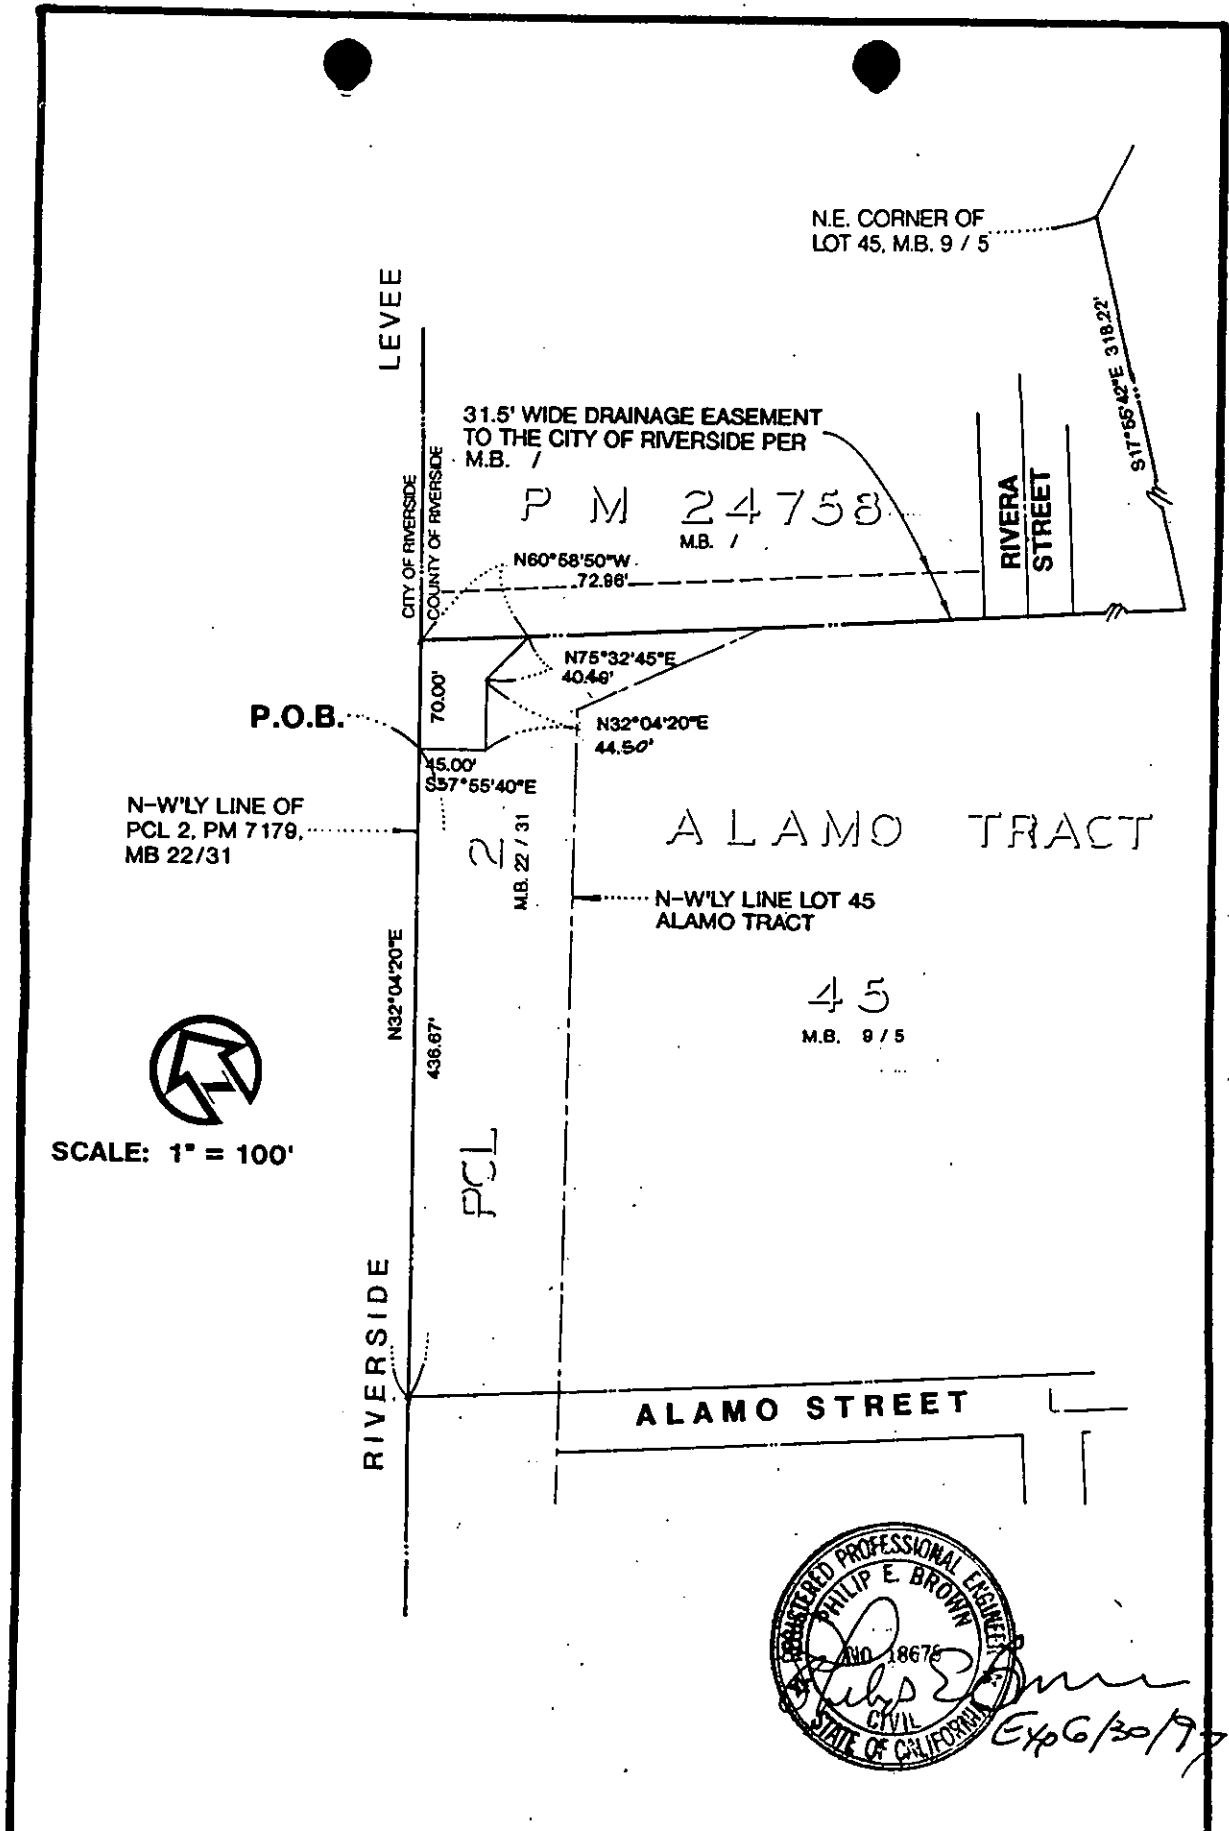 N.E. CORNER OF
LOT 45, M.B. 9 / 5
LEVEE
S17°55'42"E 318.22'
31.5' WIDE DRAINAGE EASEMENT
TO THE CITY OF RIVERSIDE PER
M.B. /
CITY OF RIVERSIDE
COUNTY OF RIVERSIDE
P M 24758
M.B. /
RIVERA
STREET
N60°58'50"W
72.96'
N75°32'45"E
40.49'
70.00'
P.O.B.
N32°04'20"E
44.50'
45.00'
S57°55'40"E
N-W'LY LINE OF
PCL 2, PM 7179,
MB 22/31
PCL 2
M.B. 22 / 31
ALAMO TRACT
N-W'LY LINE LOT 45
ALAMO TRACT
N32°04'20"E
436.67'
45
M.B. 9 / 5
SCALE: 1" = 100'
RIVERSIDE
ALAMO STREET
REGISTERED PROFESSIONAL ENGINEER
PHILIP E. BROWN
NO. 18678
CIVIL
STATE OF CALIFORNIA
Exp 6/30/97